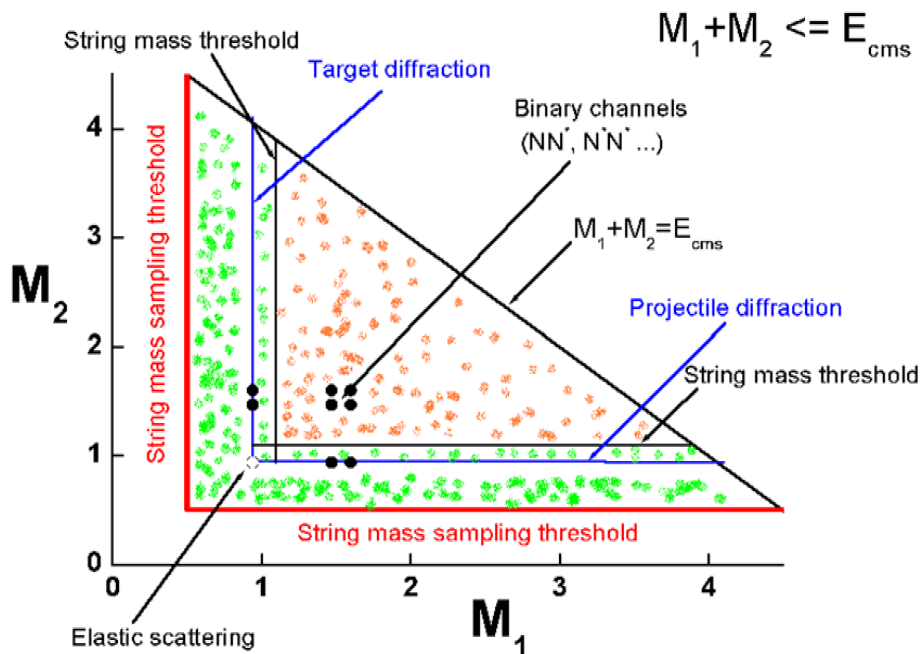 M₁+M₂ <= E_cms
String mass threshold
Target diffraction
Binary channels
(NN*, N*N* ...)
M₁+M₂=E_cms
Projectile diffraction
String mass threshold
String mass sampling threshold
M₂
4
3
2
1
0
String mass sampling threshold
0
1
2
3
4
Elastic scattering
M₁